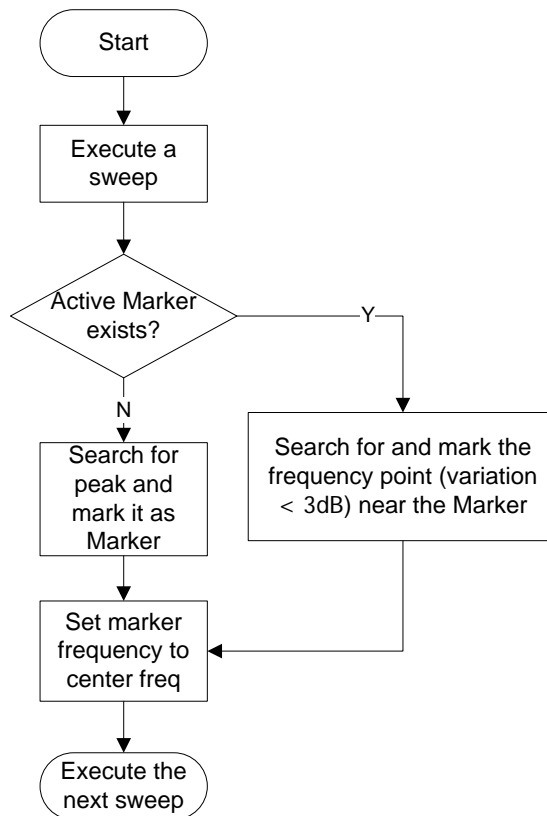 Start
Execute a
sweep
Active Marker
exists?
Y
N
Search for
peak and
mark it as
Marker
Search for and mark the
frequency point (variation
< 3dB) near the Marker
Set marker
frequency to
center freq
Execute the
next sweep